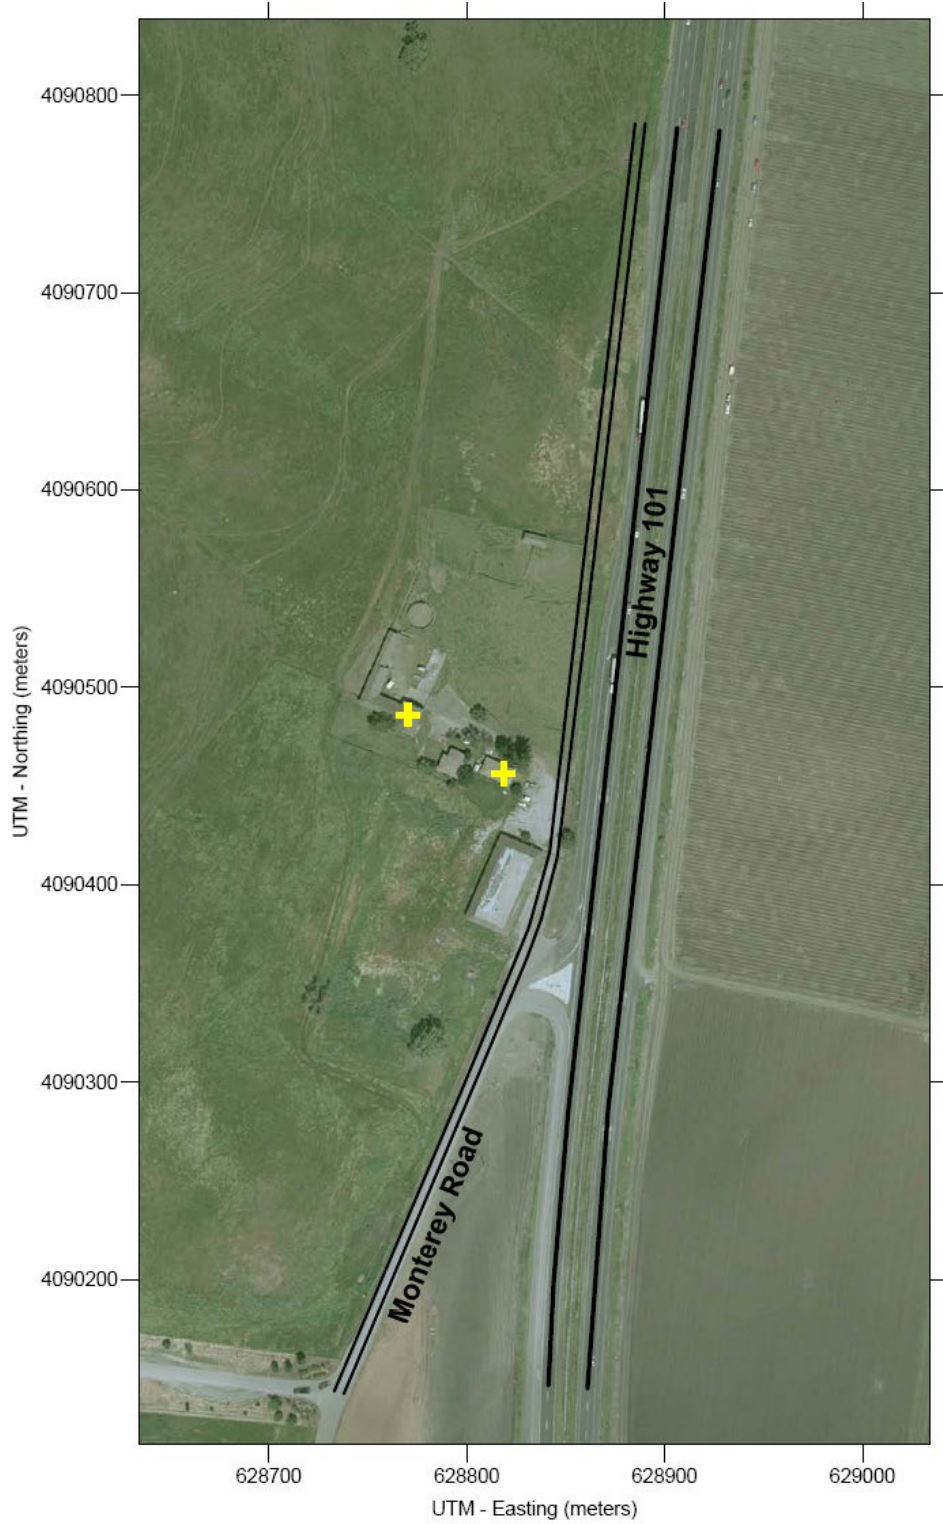 4090800
4090700
4090600
4090500
4090400
4090300
4090200
UTM - Northing (meters)
Highway 101
Monterey Road
628700
628800
628900
629000
UTM - Easting (meters)